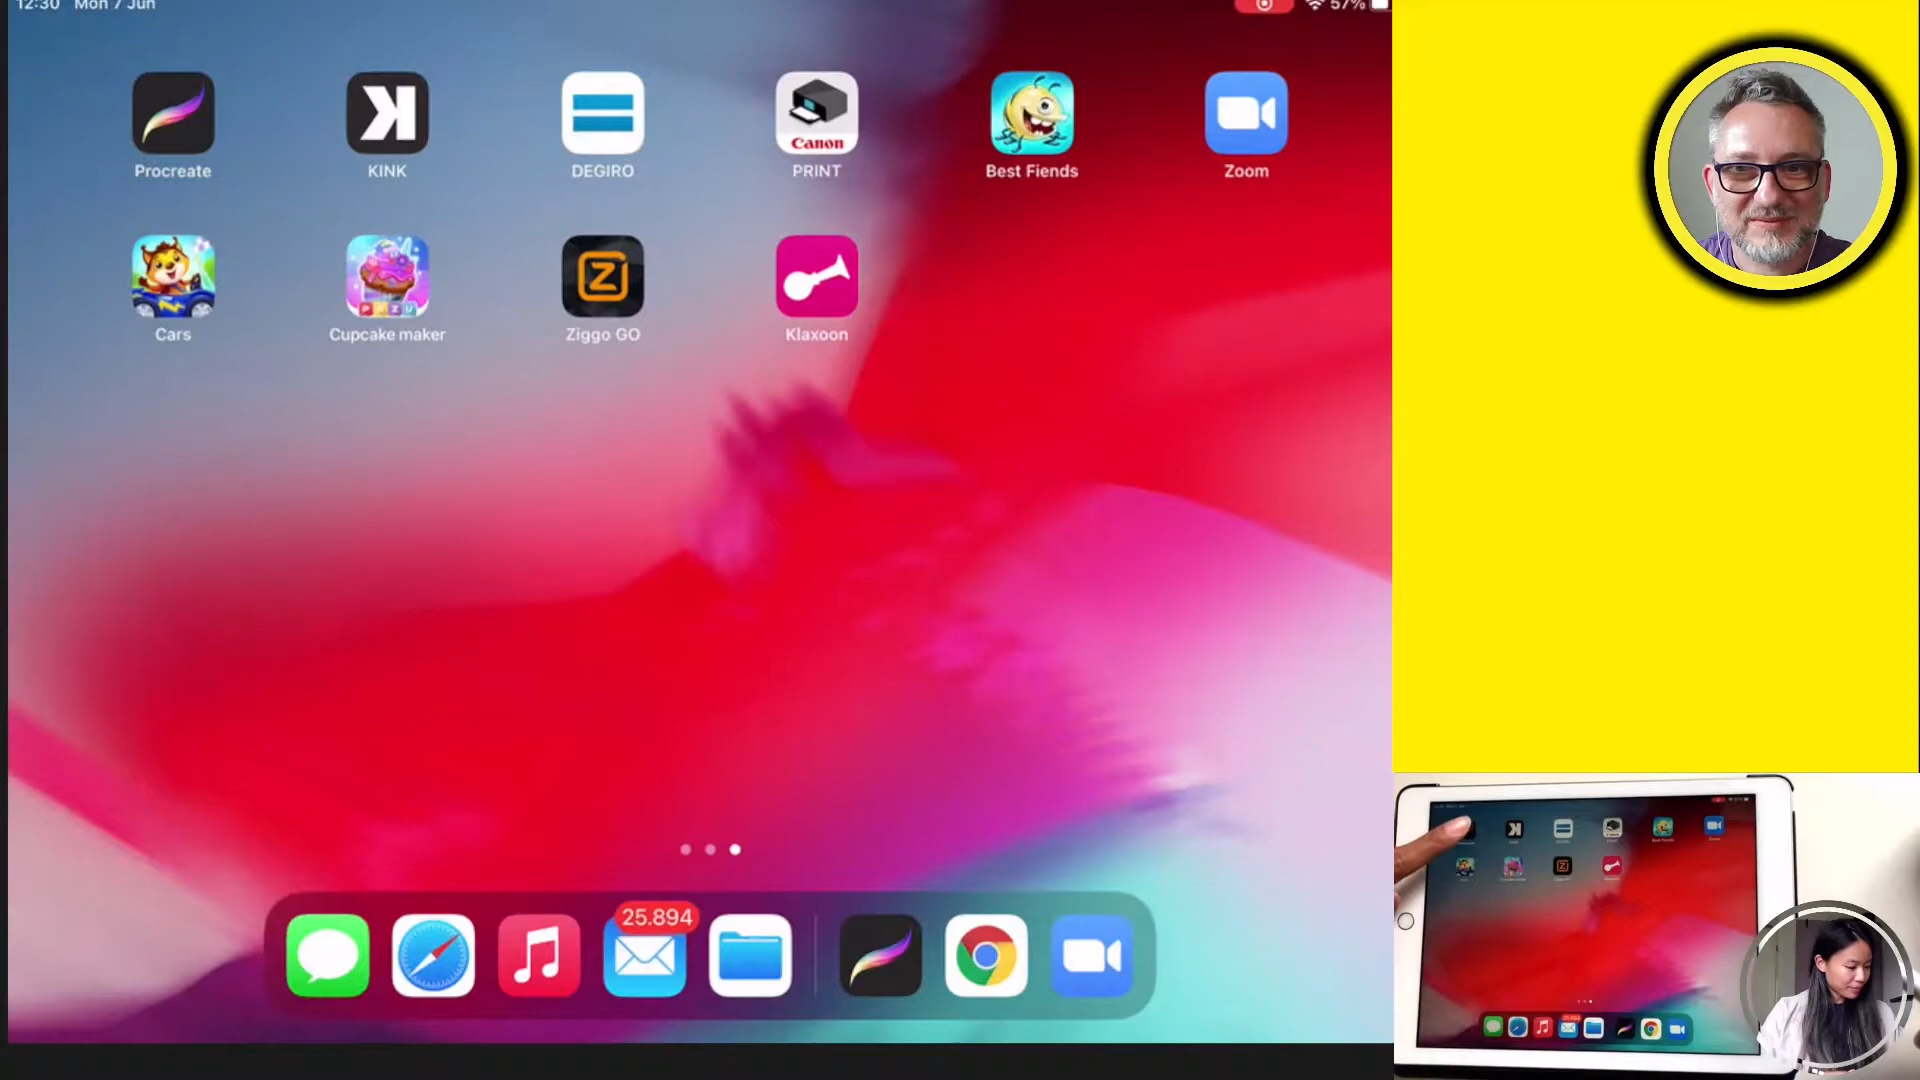 12:30 Mon 7 Jun
57%
Canon
Procreate
KINK
DEGIRO
PRINT
Best Fiends
Zoom
PAZU
Cars
Cupcake maker
Ziggo GO
Klaxoon
25.894